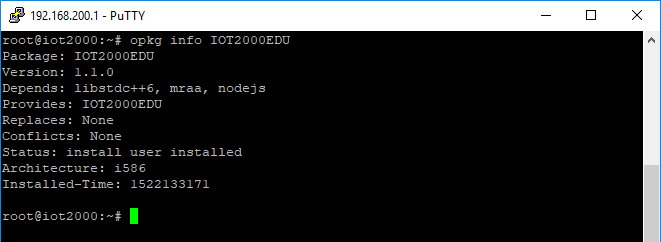 192.168.200.1 - PuTTY
root@iot2000:~# opkg info IOT2000EDU
Package: IOT2000EDU
Version: 1.1.0
Depends: libstdc++6, mraa, nodejs
Provides: IOT2000EDU
Replaces: None
Conflicts: None
Status: install user installed
Architecture: i586
Installed-Time: 1522133171
root@iot2000:~#